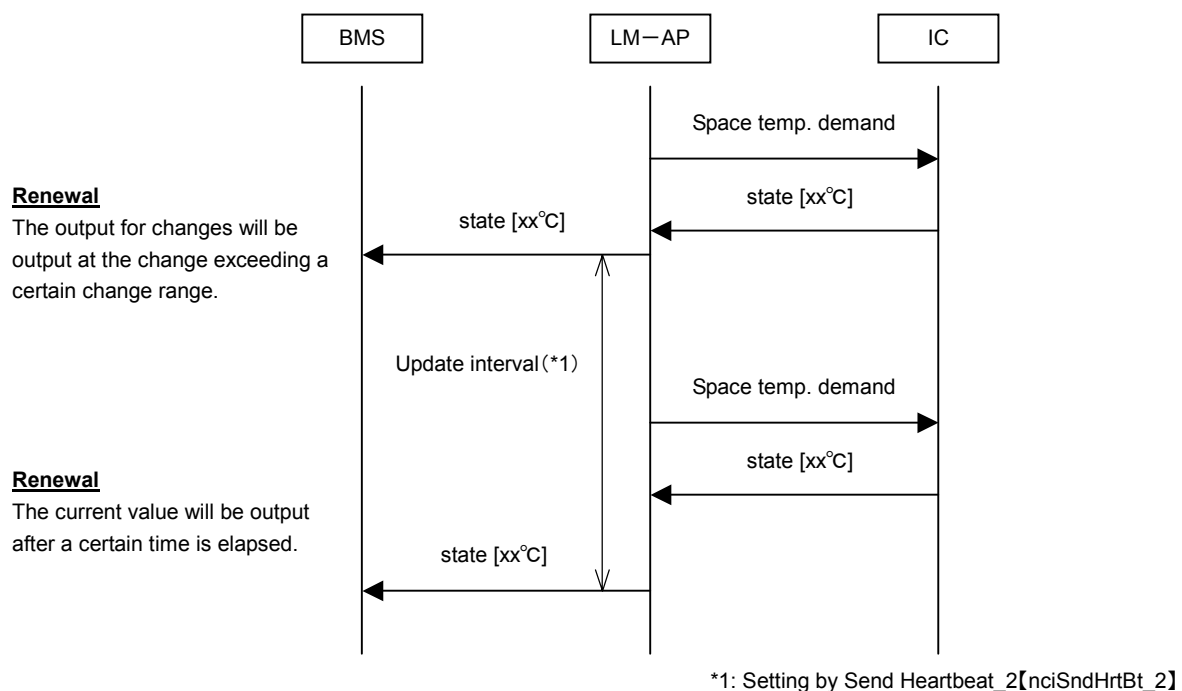 BMS
LM－AP
IC
Space temp. demand
Renewal
The output for changes will be
output at the change exceeding a
certain change range.
state [xx°C]
state [xx°C]
Update interval(*1)
Space temp. demand
state [xx°C]
Renewal
The current value will be output
after a certain time is elapsed.
state [xx°C]
*1: Setting by Send Heartbeat_2【nciSndHrtBt_2】